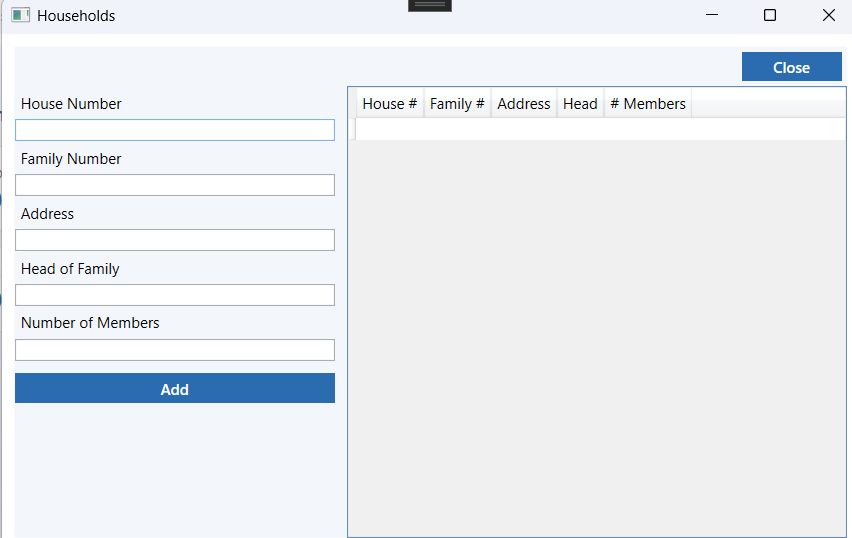 Households
Close
House Number
Family Number
Address
Head of Family
Number of Members
Add
House # Family # Address Head # Members